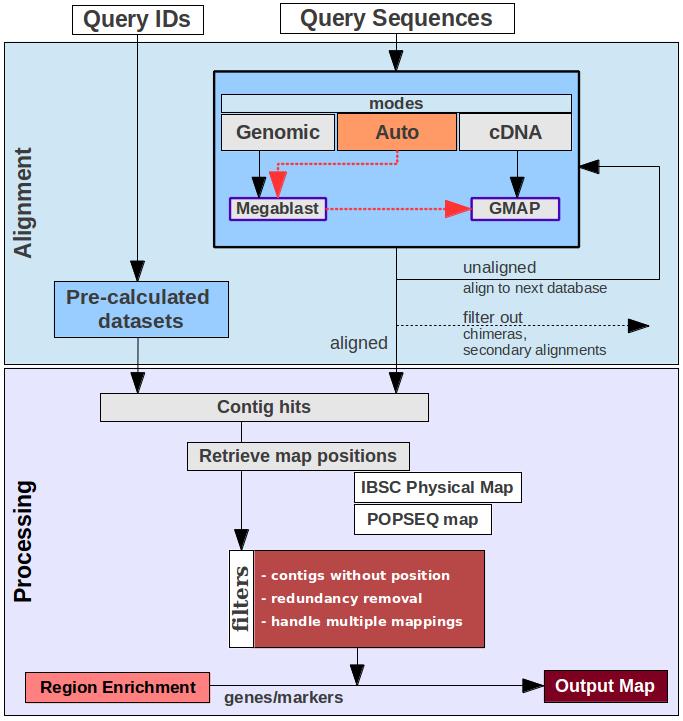 Query IDs
Query Sequences
Alignment
modes
Genomic
Auto
cDNA
Megablast
GMAP
unaligned
align to next database
Pre-calculated
datasets
filter out
chimeras,
secondary alignments
aligned
Processing
Contig hits
Retrieve map positions
IBSC Physical Map
POPSEQ map
filters
- contigs without position
- redundancy removal
- handle multiple mappings
Region Enrichment
genes/markers
Output Map